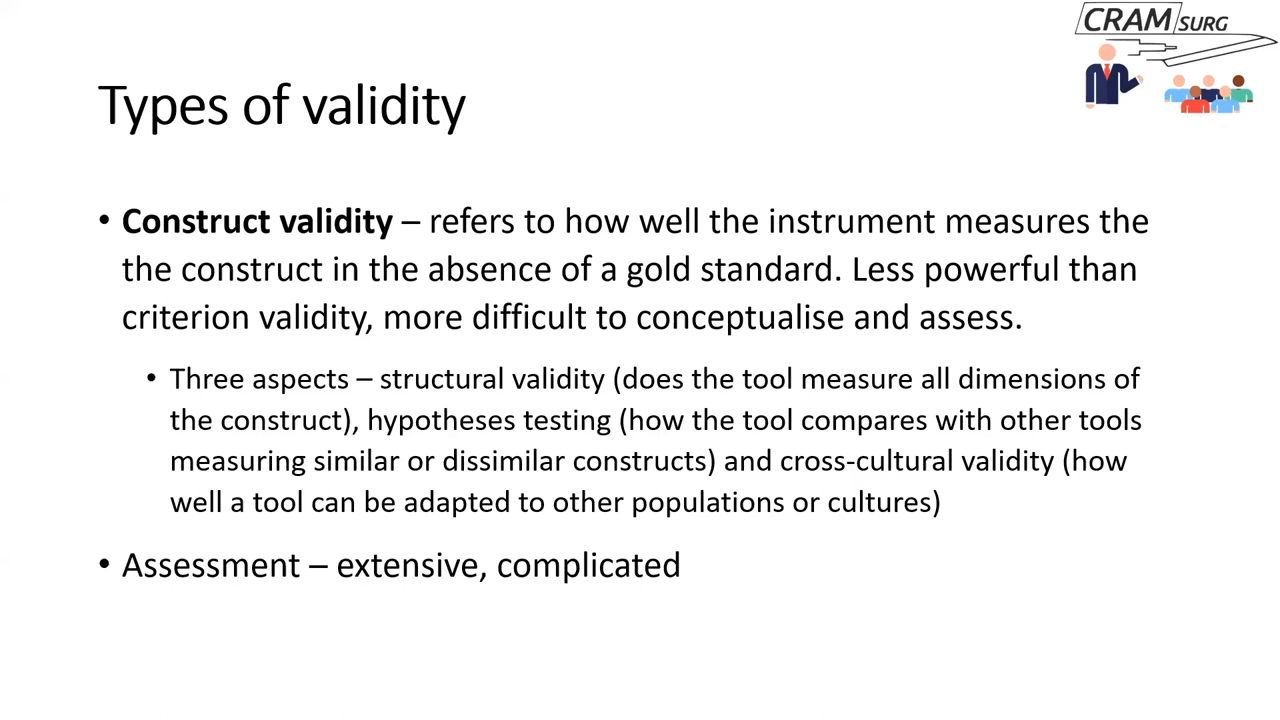 CRAM SURG
Types of validity
• Construct validity – refers to how well the instrument measures the
the construct in the absence of a gold standard. Less powerful than
criterion validity, more difficult to conceptualise and assess.
• Three aspects – structural validity (does the tool measure all dimensions of
the construct), hypotheses testing (how the tool compares with other tools
measuring similar or dissimilar constructs) and cross-cultural validity (how
well a tool can be adapted to other populations or cultures)
• Assessment – extensive, complicated